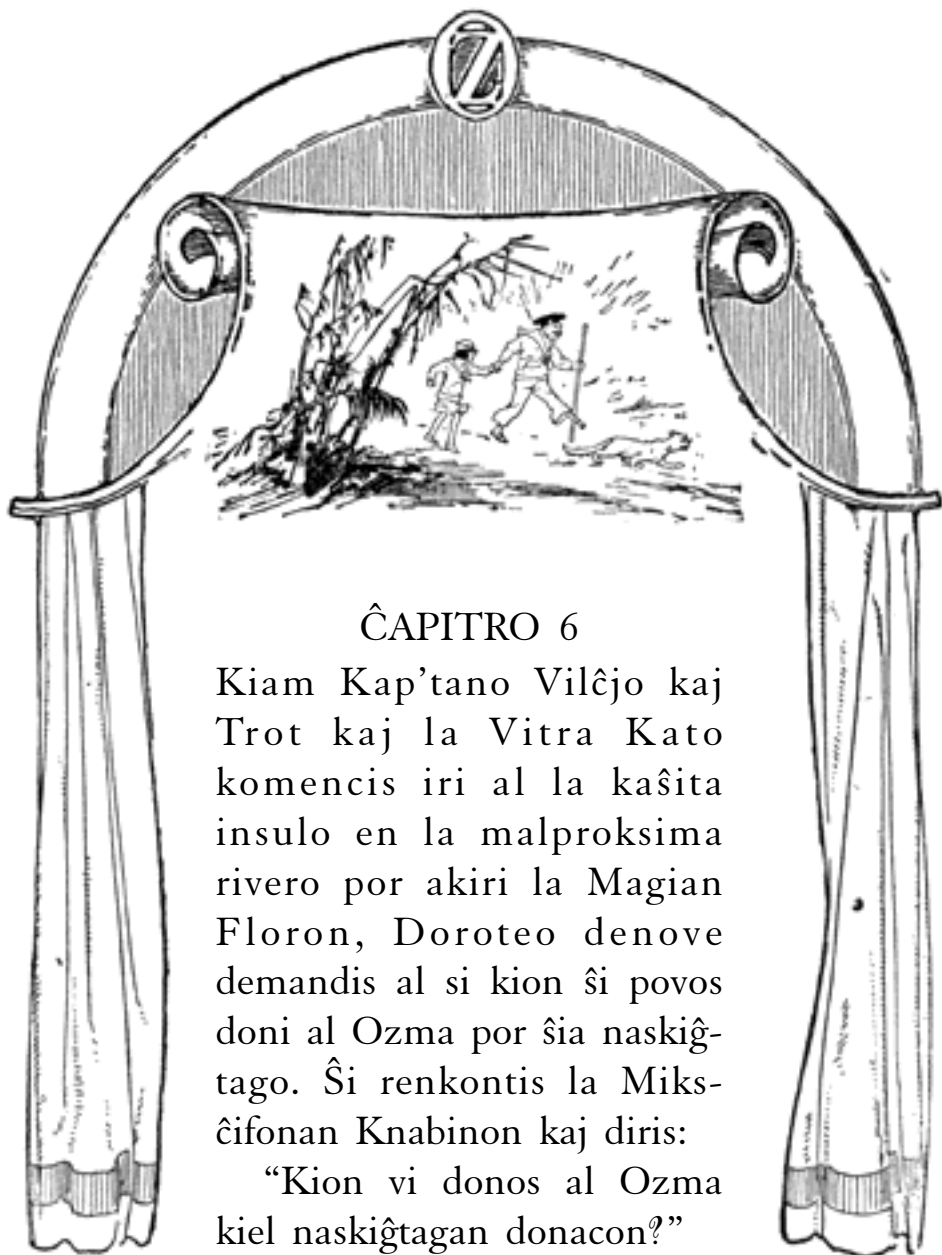 OZ
ĈAPITRO 6
Kiam Kap’tano Vilĉjo kaj
Trot kaj la Vitra Kato
komencis iri al la kaŝita
insulo en la malproksima
rivero por akiri la Magian
Floron, Doroteo denove
demandis al si kion ŝi povos
doni al Ozma por ŝia naskiĝ-
tago. Ŝi renkontis la Miks-
ĉifonan Knabinon kaj diris:
“Kion vi donos al Ozma
kiel naskiĝtagan donacon?”